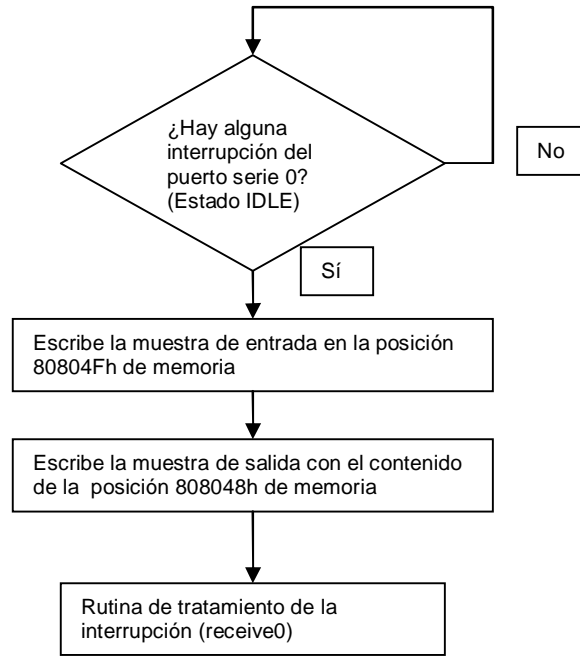 ¿Hay alguna
interrupción del
puerto serie 0?
(Estado IDLE)
No
Sí
Escribe la muestra de entrada en la posición
80804Fh de memoria
Escribe la muestra de salida con el contenido
de la posición 808048h de memoria
Rutina de tratamiento de la
interrupción (receive0)